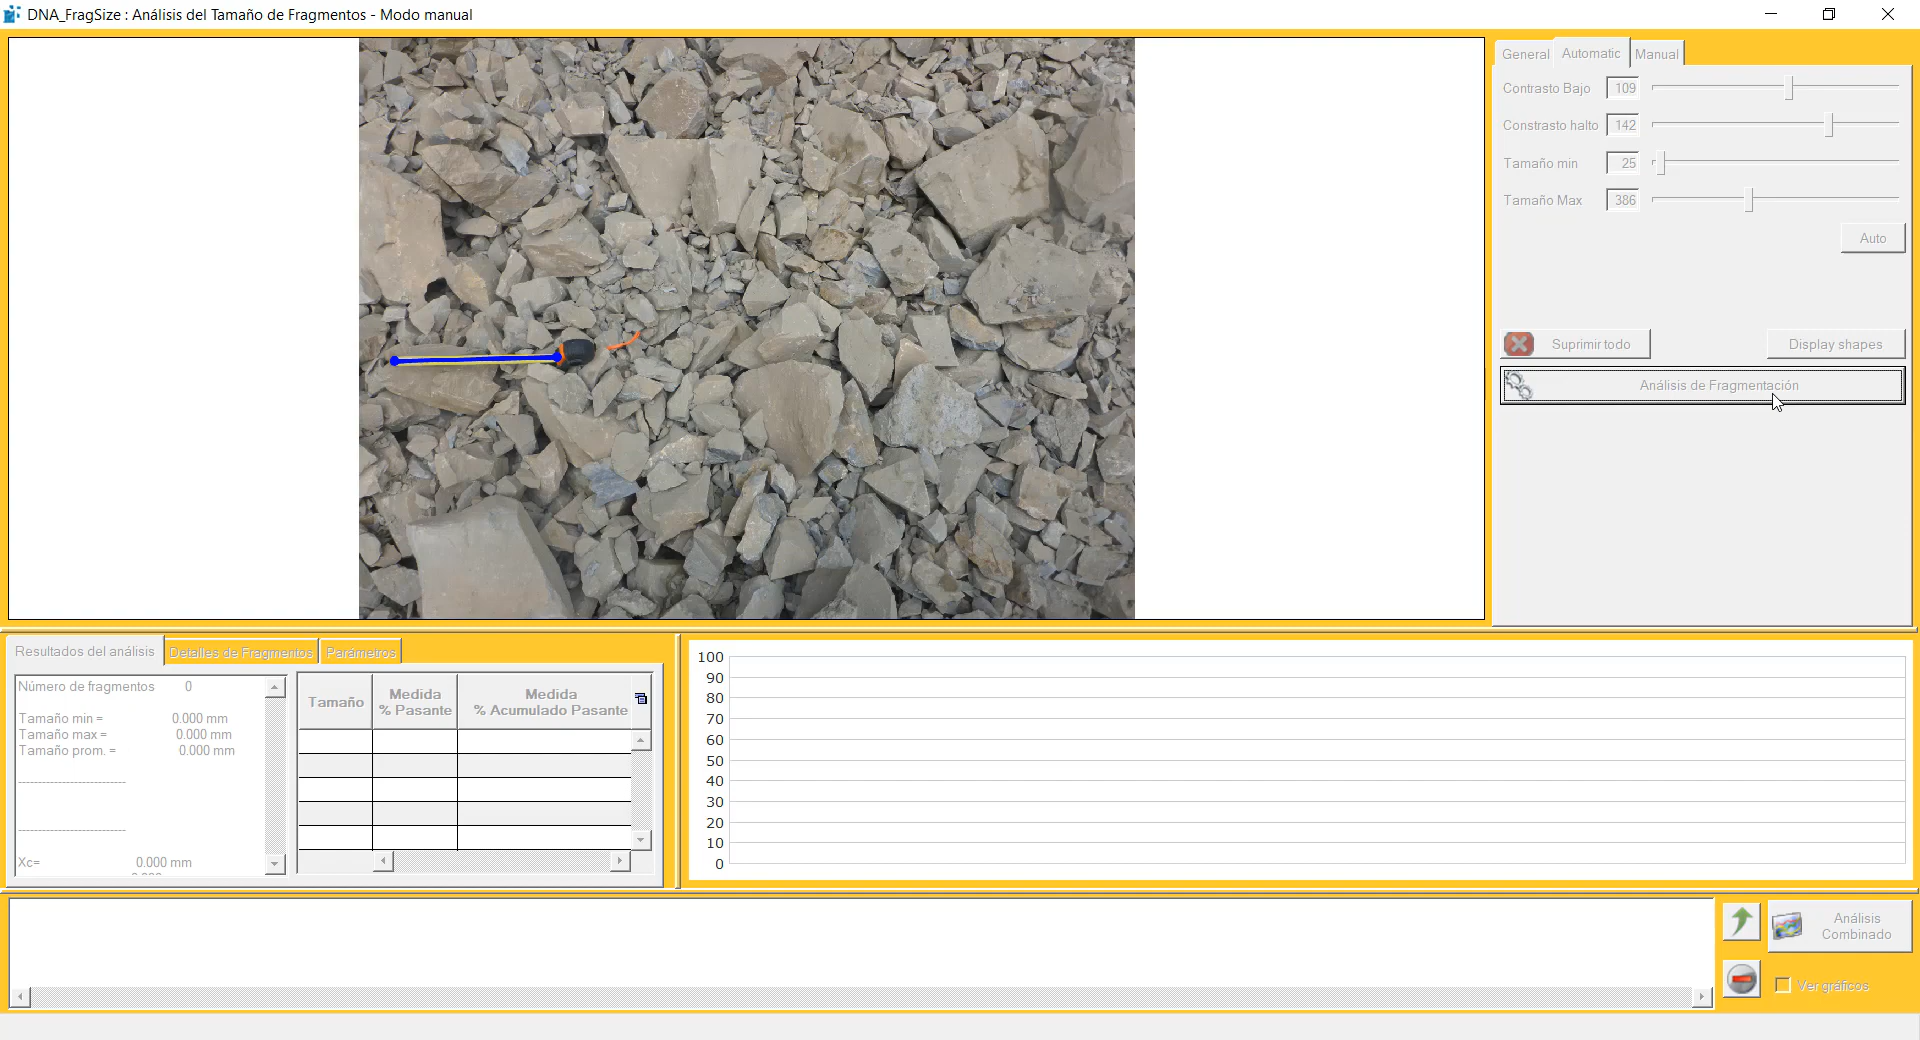 DNA_FragSize : Análisis del Tamaño de Fragmentos - Modo manual
General Automatic Manual
Contrasto Bajo 109
Constrasto halto 142
Tamaño min 25
Tamaño Max 386
Auto
Suprimir todo Display shapes
Análisis de Fragmentación
Resultados del análisis Detalles de Fragmentos Parámetros
Número de fragmentos 0
Tamaño min = 0.000 mm
Tamaño max = 0.000 mm
Tamaño prom. = 0.000 mm
---------------------------
---------------------------
Xc= 0.000 mm
Tamaño
Medida
% Pasante
Medida
% Acumulado Pasante
100
90
80
70
60
50
40
30
20
10
0
Análisis
Combinado
Ver gráficos